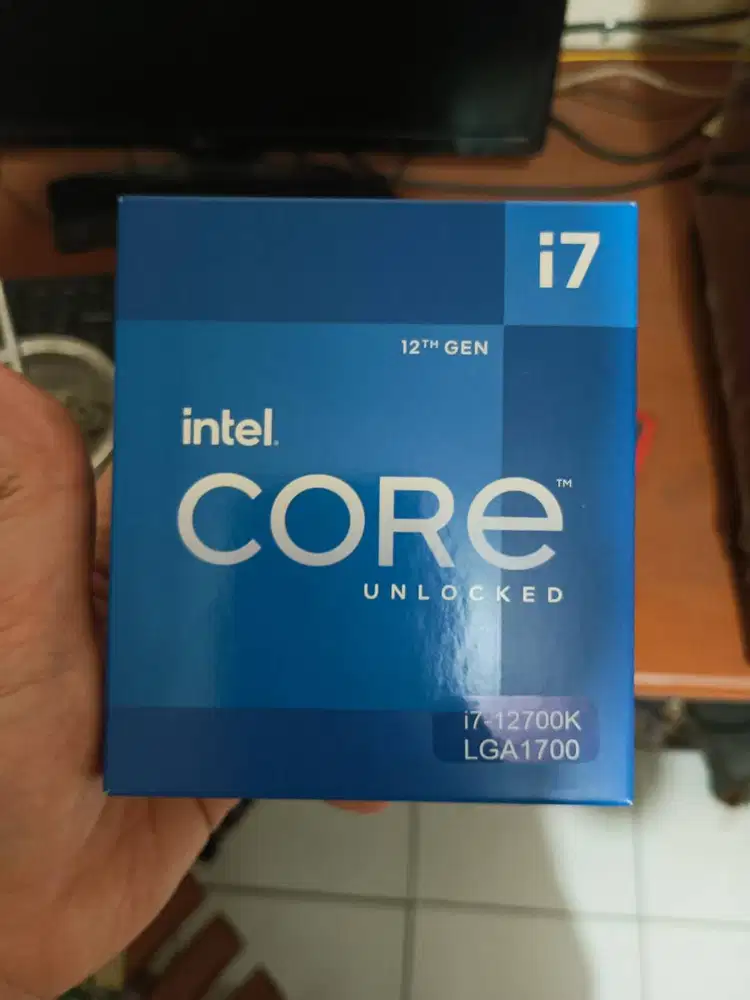 i7
12TH GEN
intel.
CORE™
UNLOCKED
i7-12700K
LGA1700